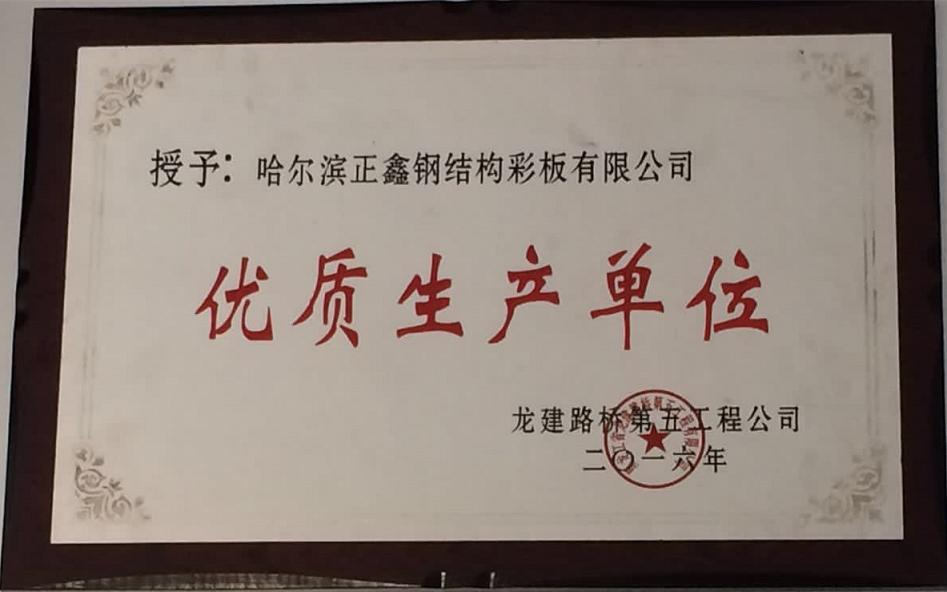 授予：哈尔滨正鑫钢结构彩板有限公司
优质生产单位
龙建路桥第五工程公司
二〇一六年